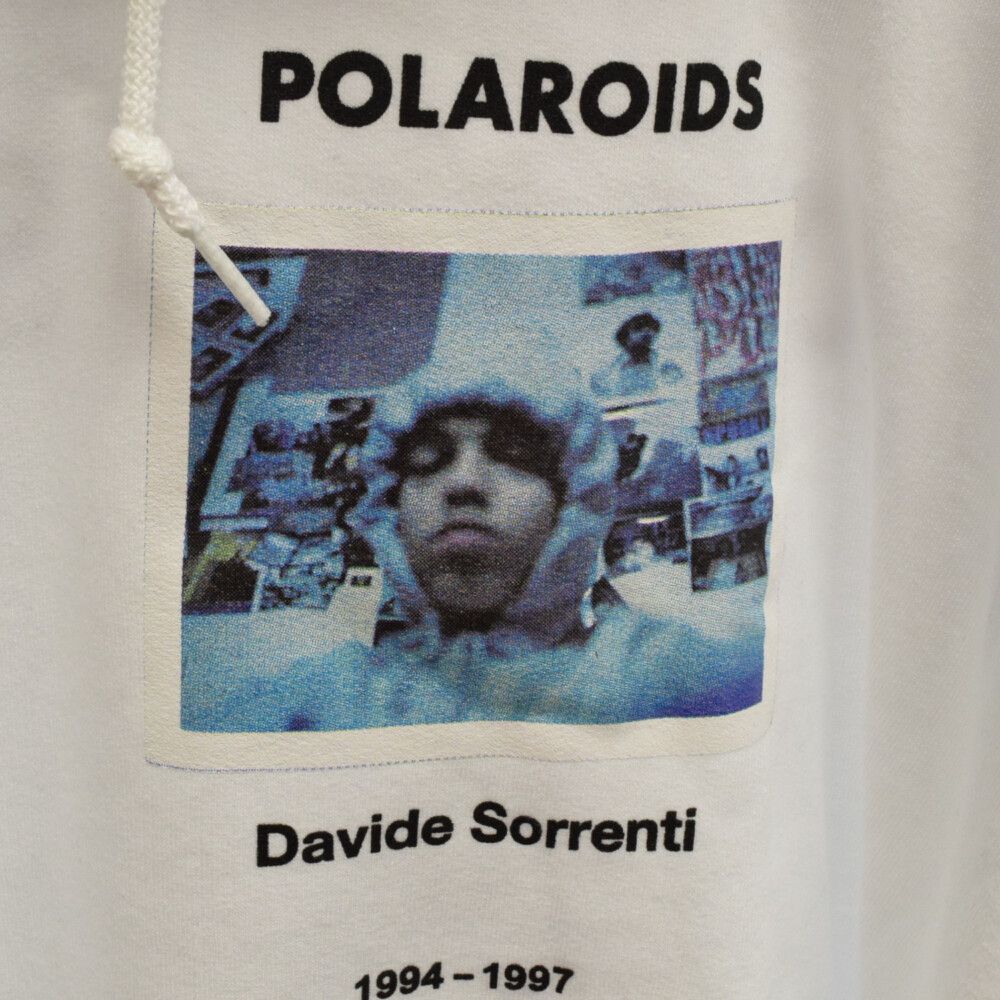 POLAROIDS
Davide Sorrenti
1994 – 1997